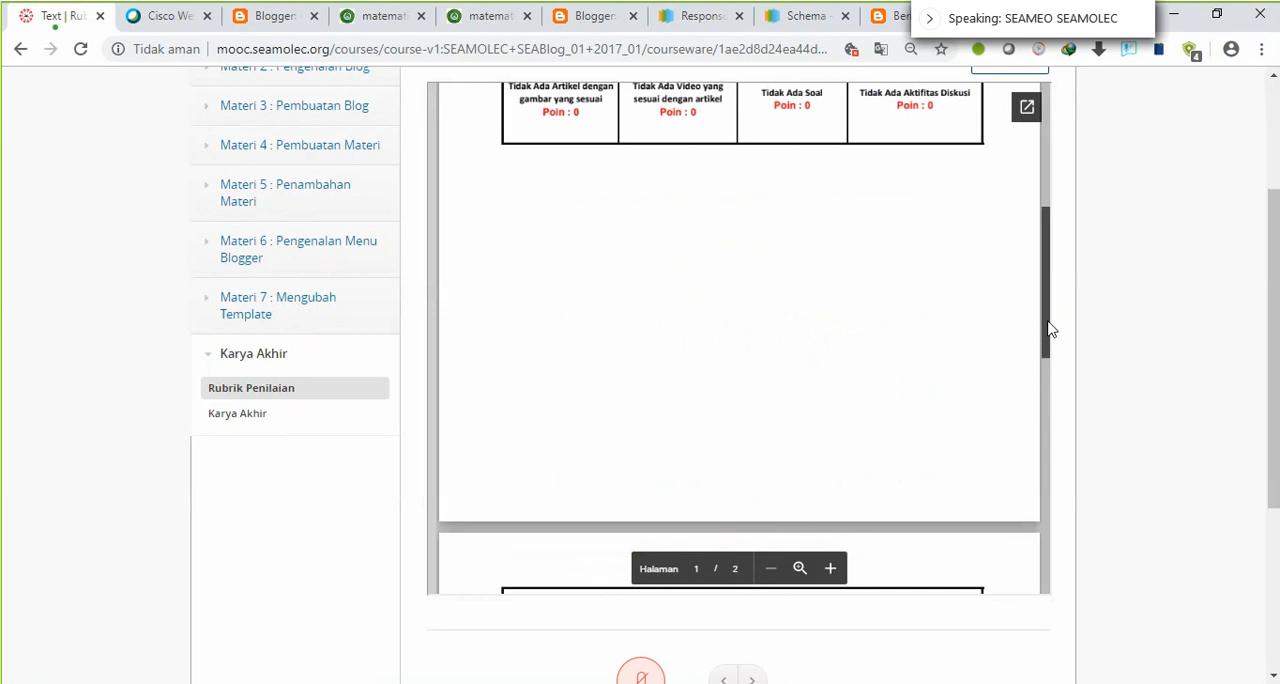 Text | Rub
Cisco We
Blogger:
matemat
matemat
Blogger:
Respons
Schema -
Ber
Speaking: SEAMEO SEAMOLEC
Tidak aman
mooc.seamolec.org/courses/course-v1:SEAMOLEC+SEABlog_01+2017_01/courseware/1ae2d8d24ea44d...
4
Materi 2 : Pengenalan Blog
Materi 3 : Pembuatan Blog
Materi 4 : Pembuatan Materi
Materi 5 : Penambahan
Materi
Materi 6 : Pengenalan Menu
Blogger
Materi 7 : Mengubah
Template
Karya Akhir
Rubrik Penilaian
Karya Akhir
Tidak Ada Artikel dengan
gambar yang sesuai
Poin : 0
Tidak Ada Video yang
sesuai dengan artikel
Poin : 0
Tidak Ada Soal
Poin : 0
Tidak Ada Aktifitas Diskusi
Poin : 0
Halaman 1 / 2